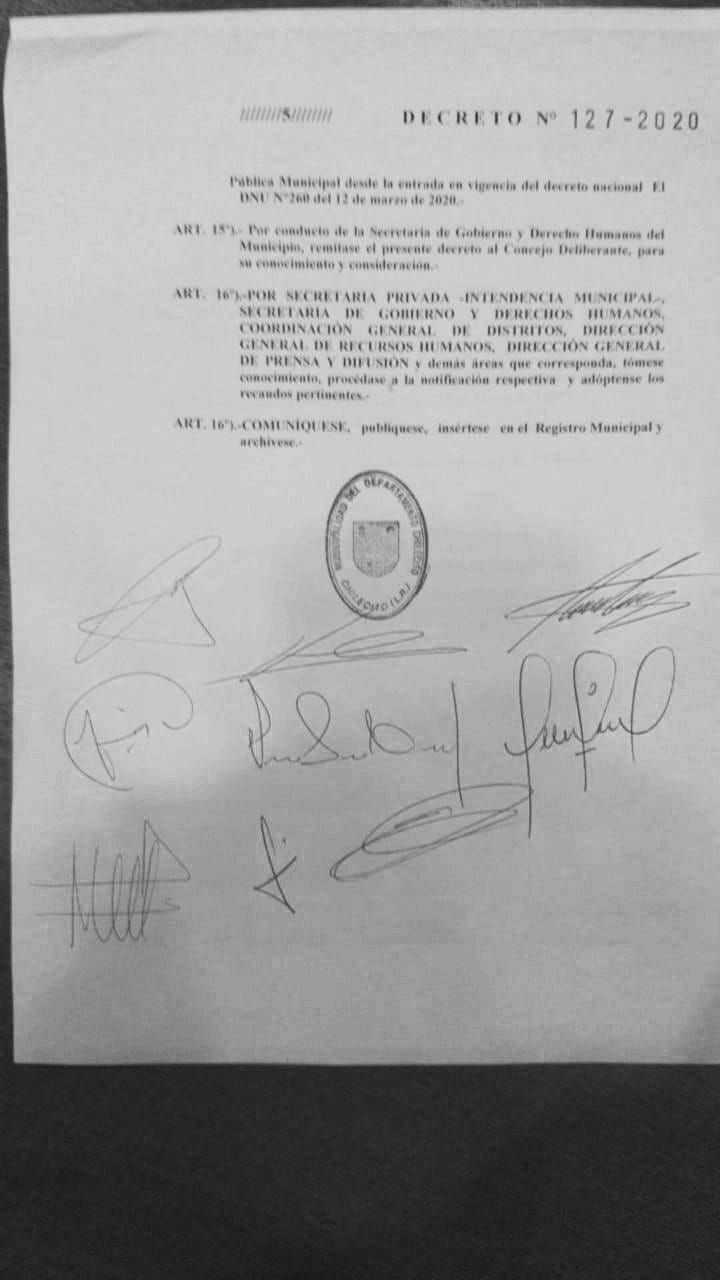 ////////5//////// DECRETO Nº 127-2020
Pública Municipal desde la entrada en vigencia del decreto nacional El
DNU N°260 del 12 de marzo de 2020.-
ART. 15º).- Por conducto de la Secretaria de Gobierno y Derecho Humanos del
Municipio, remítase el presente decreto al Concejo Deliberante, para
su conocimiento y consideración.-
ART. 16º).-POR SECRETARIA PRIVADA -INTENDENCIA MUNICIPAL-,
SECRETARIA DE GOBIERNO Y DERECHOS HUMANOS,
COORDINACIÓN GENERAL DE DISTRITOS, DIRECCIÓN
GENERAL DE RECURSOS HUMANOS, DIRECCIÓN GENERAL
DE PRENSA Y DIFUSIÓN y demás áreas que corresponda, tómese
conocimiento, procédase a la notificación respectiva y adóptense los
recaudos pertinentes.-
ART. 16º).-COMUNÍQUESE, publíquese, insértese en el Registro Municipal y
archívese.-
MUNICIPALIDAD DEL DEPARTAMENTO CHILECITO
CHILECITO (L.R.)